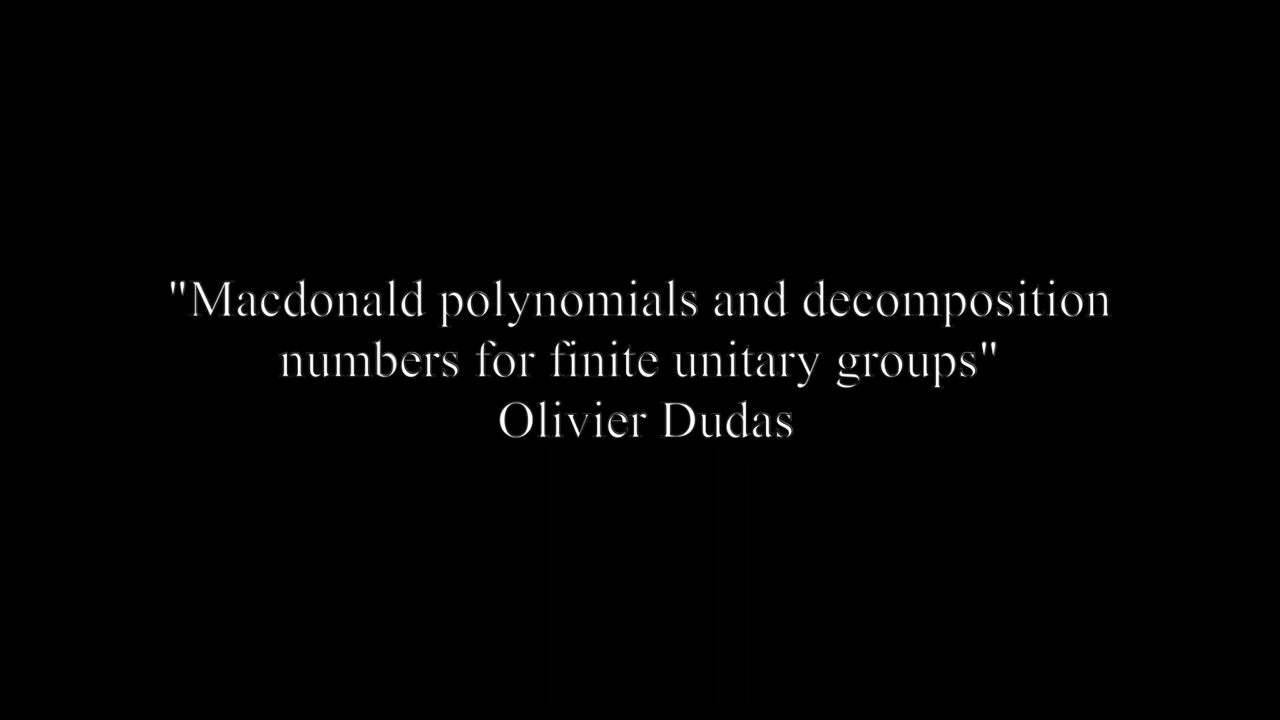 "Macdonald polynomials and decomposition
numbers for finite unitary groups"
Olivier Dudas